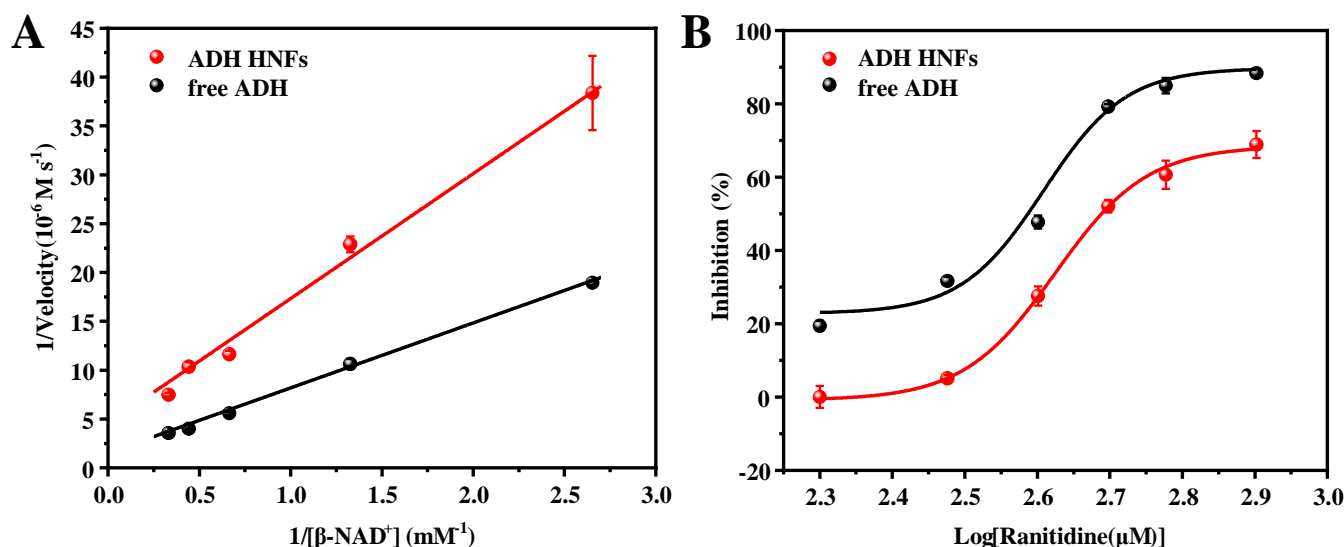 A
ADH HNFs
free ADH
45
40
35
30
25
20
15
10
5
0
0.0 0.5 1.0 1.5 2.0 2.5 3.0
1/Velocity(10⁻⁶ M s⁻¹)
1/[β-NAD⁺] (mM⁻¹)
B
ADH HNFs
free ADH
100
80
60
40
20
0
-20
2.3 2.4 2.5 2.6 2.7 2.8 2.9 3.0
Inhibition (%)
Log[Ranitidine(μM)]